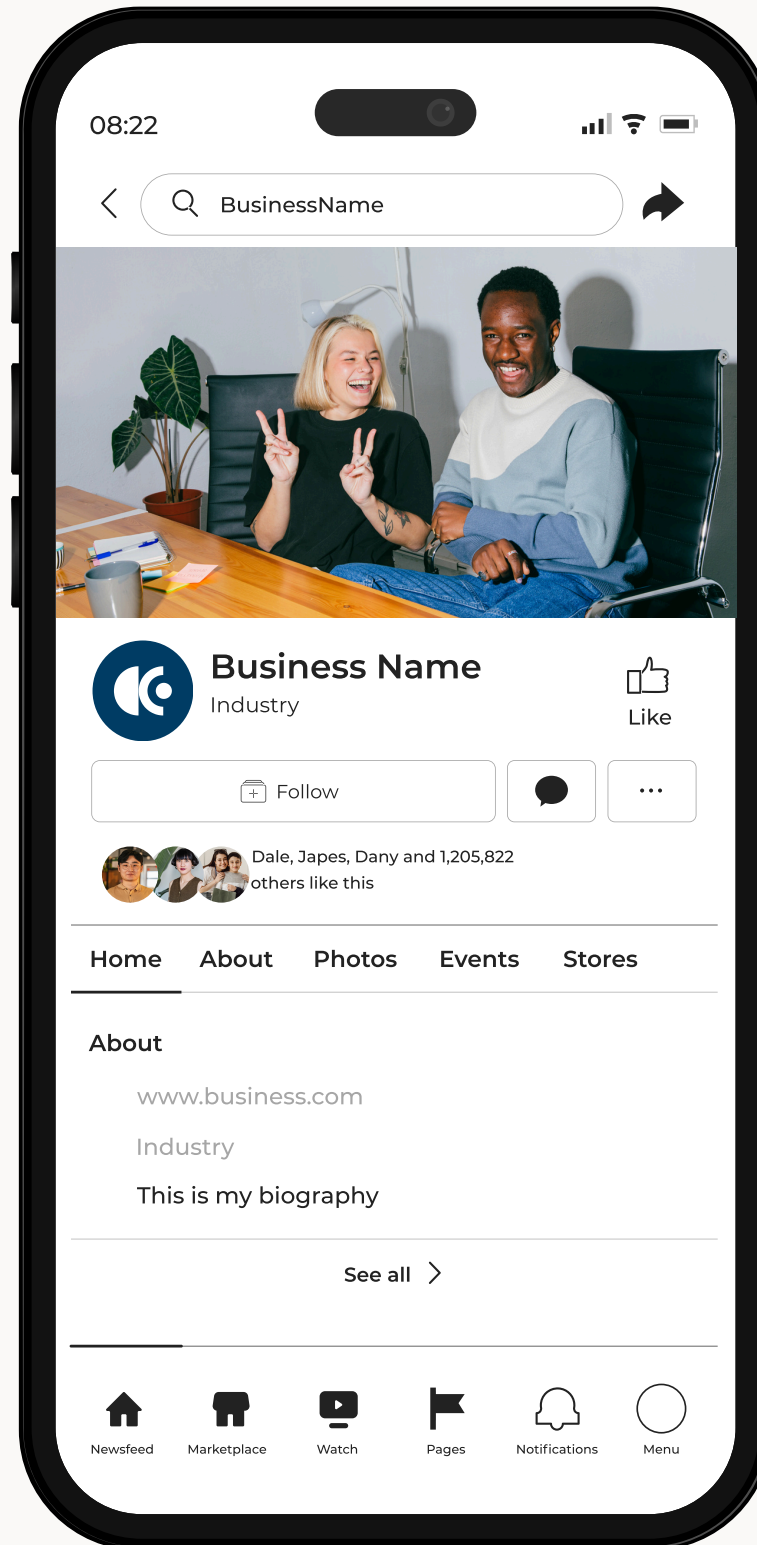 08:22
BusinessName
Business Name
Industry
Like
Follow
Dale, Japes, Dany and 1,205,822
others like this
Home About Photos Events Stores
About
www.business.com
Industry
This is my biography
See all
Newsfeed Marketplace Watch Pages Notifications Menu